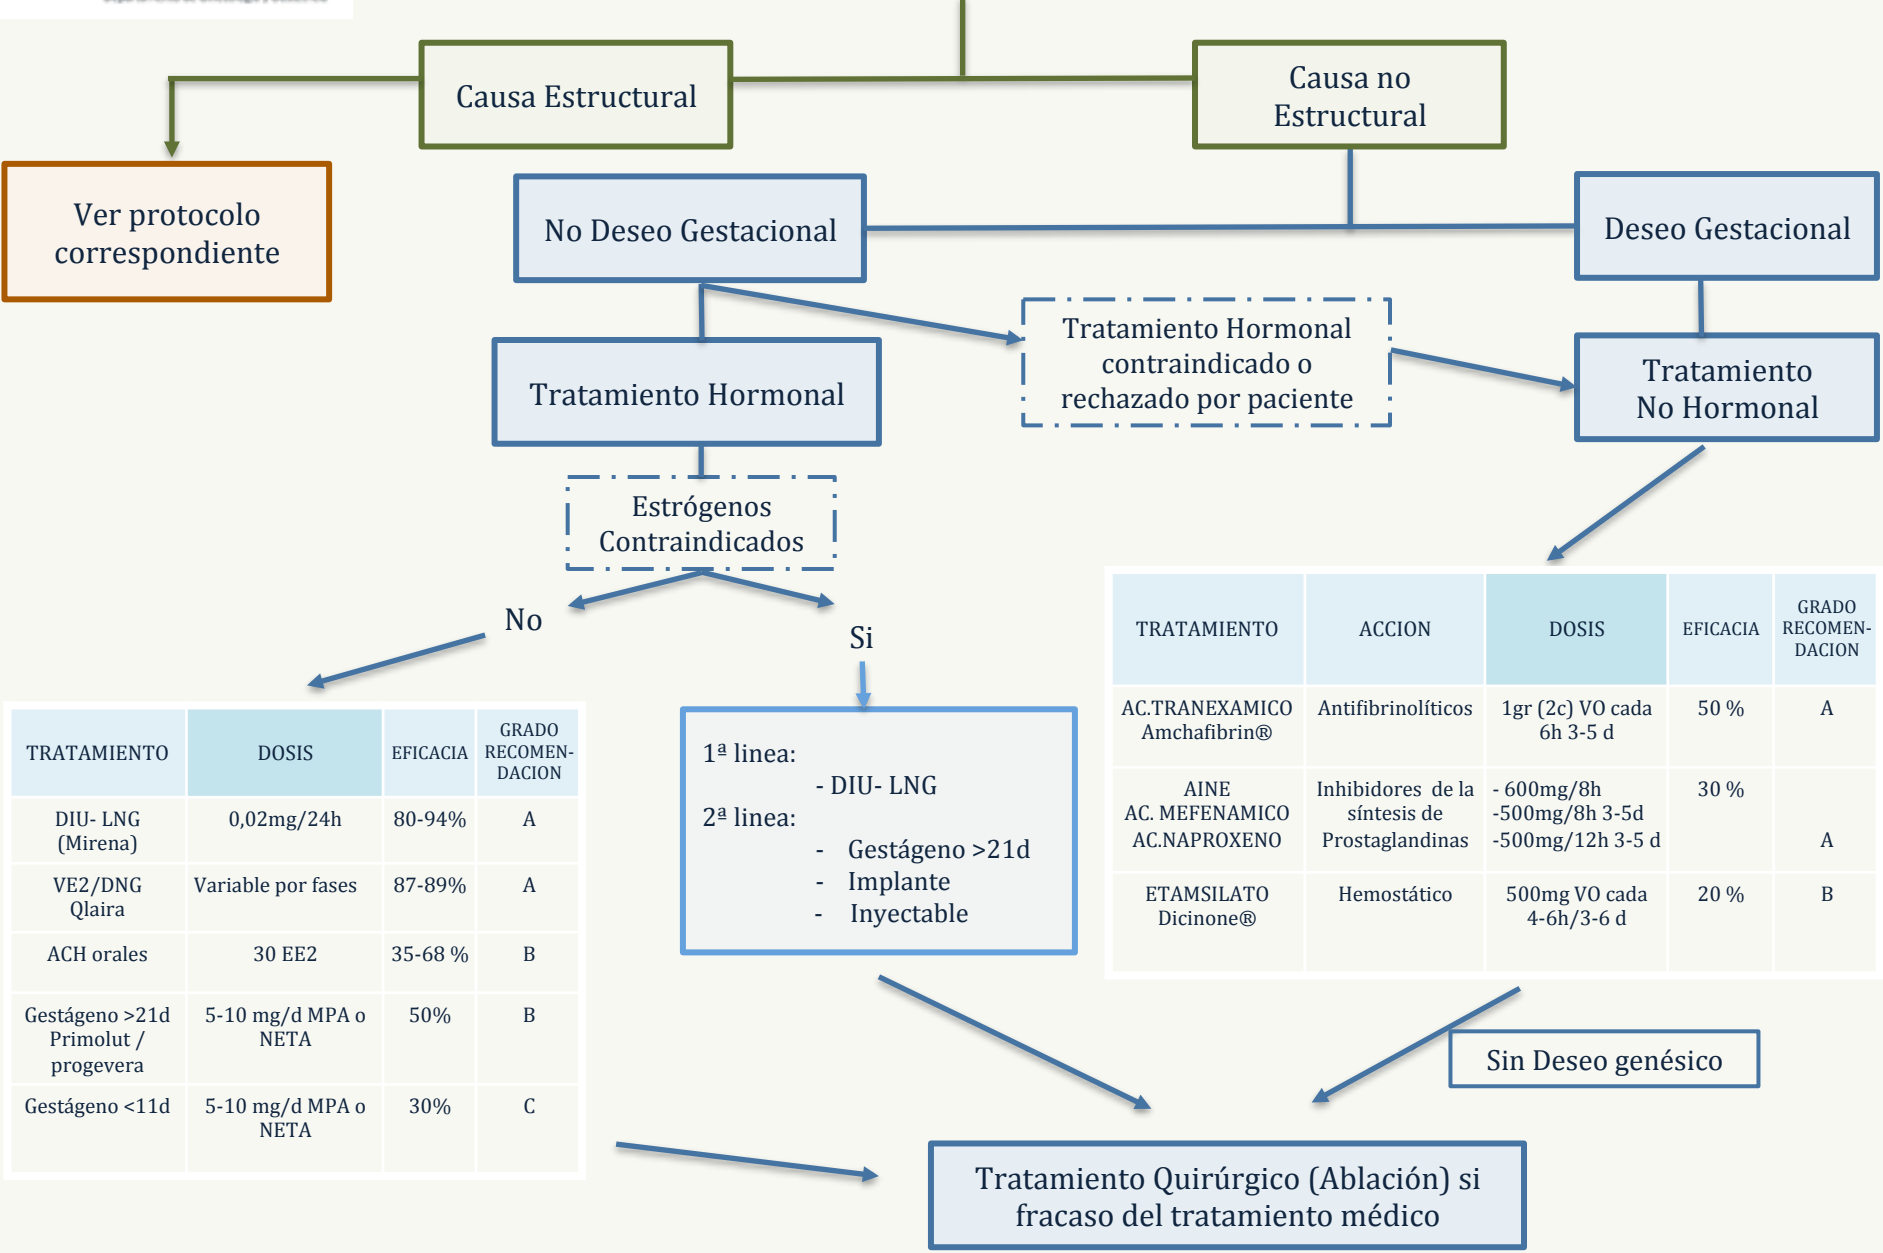 Causa Estructural
Causa no
Estructural
Ver protocolo
correspondiente
No Deseo Gestacional
Deseo Gestacional
Tratamiento Hormonal
Tratamiento Hormonal
contraindicado o
rechazado por paciente
Tratamiento
No Hormonal
Estrógenos
Contraindicados
No
Si
TRATAMIENTO DOSIS EFICACIA GRADO
RECOMEN-
DACION
DIU- LNG 0,02mg/24h 80-94% A
(Mirena)
VE2/DNG Variable por fases 87-89% A
Qlaira
ACH orales 30 EE2 35-68 % B
Gestágeno >21d 5-10 mg/d MPA o 50% B
Primolut / NETA
progevera
Gestágeno <11d 5-10 mg/d MPA o 30% C
NETA
1ª linea:
- DIU- LNG
2ª linea:
- Gestágeno >21d
- Implante
- Inyectable
TRATAMIENTO ACCION DOSIS EFICACIA GRADO
RECOMEN-
DACION
AC.TRANEXAMICO Antifibrinolíticos 1gr (2c) VO cada 50 % A
Amchafibrin® 6h 3-5 d
AINE Inhibidores de la - 600mg/8h 30 %
AC. MEFENAMICO síntesis de -500mg/8h 3-5d
AC.NAPROXENO Prostaglandinas -500mg/12h 3-5 d A
ETAMSILATO Hemostático 500mg VO cada 20 % B
Dicinone® 4-6h/3-6 d
Sin Deseo genésico
Tratamiento Quirúrgico (Ablación) si
fracaso del tratamiento médico